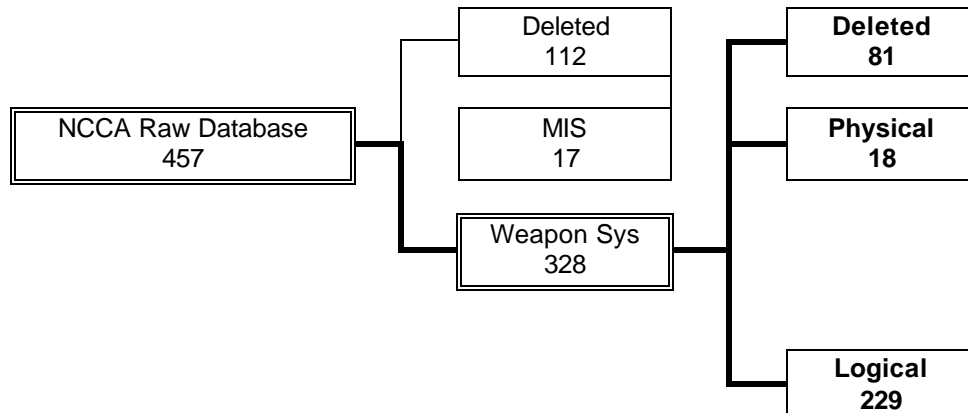 NCCA Raw Database
457
Deleted
112
MIS
17
Weapon Sys
328
Deleted
81
Physical
18
Logical
229